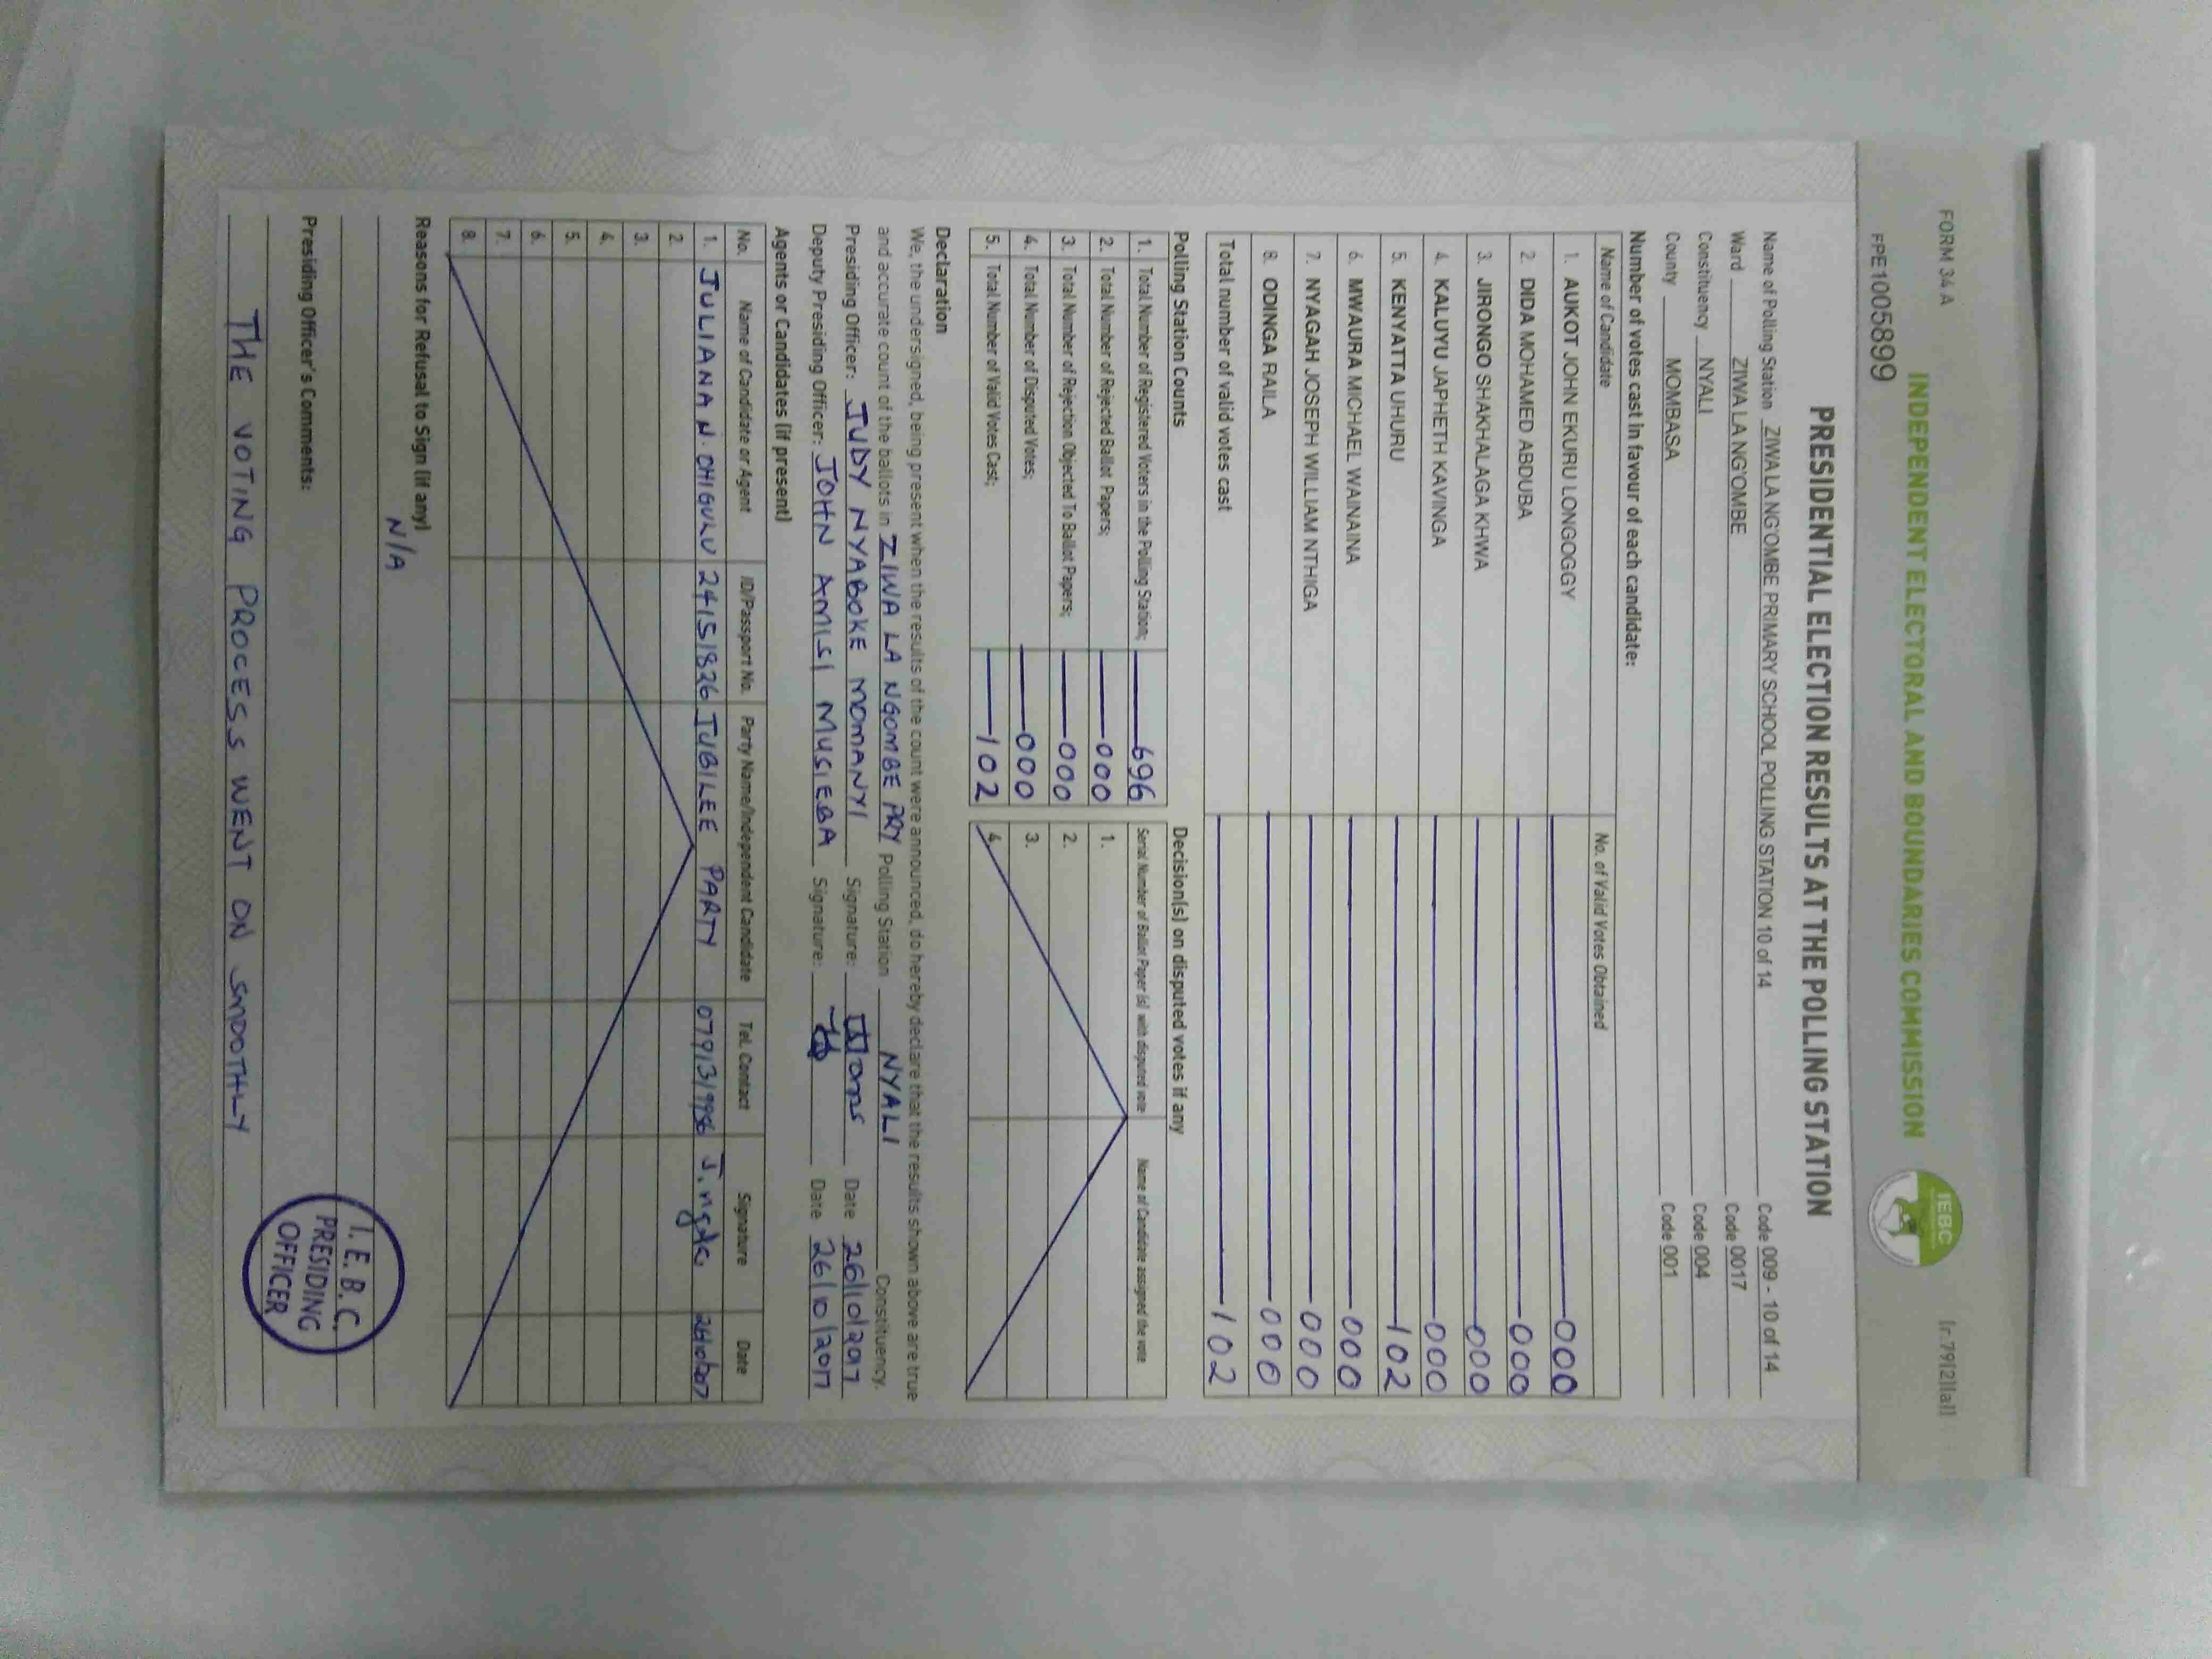 FORM 34 A
[r.79(2)(a)]
INDEPENDENT ELECTORAL AND BOUNDARIES COMMISSION
IEBC
FPE1005899
PRESIDENTIAL ELECTION RESULTS AT THE POLLING STATION
Name of Polling Station ZIWA LA NG'OMBE PRIMARY SCHOOL POLLING STATION 10 of 14 Code 009 - 10 of 14
Ward ZIWA LA NG'OMBE Code 0017
Constituency NYALI Code 004
County MOMBASA Code 001
Number of votes cast in favour of each candidate:
Name of Candidate No. of Valid Votes Obtained
1. AUKOT JOHN EKURU LONGOGGY 000
2. DIDA MOHAMED ABDUBA 000
3. JIRONGO SHAKHALAGA KHWA 000
4. KALUYU JAPHETH KAVINGA 000
5. KENYATTA UHURU 102
6. MWAURA MICHAEL WAINAINA 000
7. NYAGAH JOSEPH WILLIAM NTHIGA 000
8. ODINGA RAILA 000
Total number of valid votes cast 102
Polling Station Counts
1. Total Number of Registered Voters in the Polling Station; 696
2. Total Number of Rejected Ballot Papers; 000
3. Total Number of Rejection Objected To Ballot Papers; 000
4. Total Number of Disputed Votes; 000
5. Total Number of Valid Votes Cast; 102
Decision(s) on disputed votes if any
Serial Number of Ballot Paper (s) with disputed vote Name of Candidate assigned the vote
1.
2.
3.
4.
Declaration
We, the undersigned, being present when the results of the count were announced, do hereby declare that the results shown above are true
and accurate count of the ballots in ZIWA LA NGOMBE PRY Polling Station NYALI Constituency.
Presiding Officer: JUDY NYABOKE MOMANYI Signature: Date 26/10/2017
Deputy Presiding Officer: JOHN AMISI MUSIEBA Signature: Date 26/10/2017
Agents or Candidates (if present)
No. Name of Candidate or Agent ID/Passport No. Party Name/Independent Candidate Tel. Contact Signature Date
1. JULIANA N. CHIGULU 24151826 JUBILEE PARTY
2.
3.
4.
5.
6.
7.
8.
Reasons for Refusal to Sign (if any)
N/A
Presiding Officer's Comments:
THE VOTING PROCESS WENT ON SMOOTHLY
I. E. B. C.
PRESIDING
OFFICER